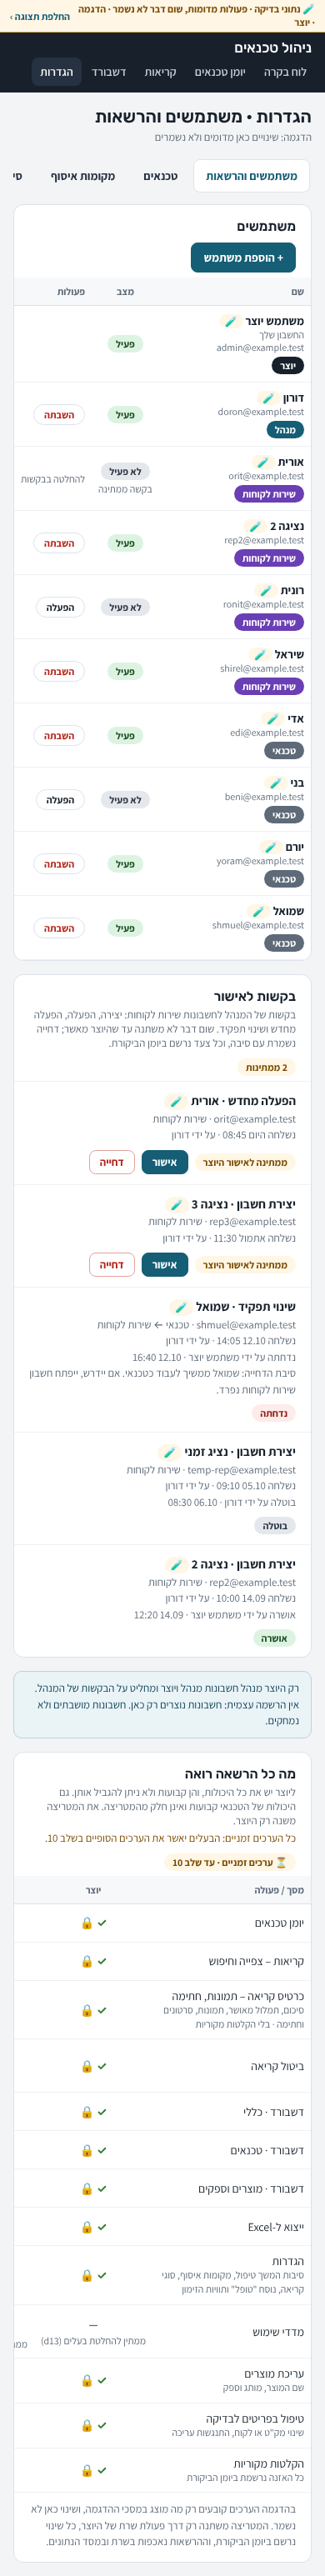 🧪 נתוני בדיקה · פעולות מדומות, שום דבר לא נשמר · הדגמה · יוצר
החלפת תצוגה ›
ניהול טכנאים
לוח בקרה
יומן טכנאים
קריאות
דשבורד
הגדרות
הגדרות • משתמשים והרשאות
הדגמה: שינויים כאן מדומים ולא נשמרים
משתמשים והרשאות
טכנאים
מקומות איסוף
סי
משתמשים
+ הוספת משתמש
שם
מצב
פעולות
משתמש יוצר 🧪
החשבון שלך
admin@example.test
יוצר
פעיל
דורון 🧪
doron@example.test
מנהל
פעיל
השבתה
אורית 🧪
orit@example.test
שירות לקוחות
לא פעיל
בקשה ממתינה
להחלטה בבקשות
נציגה 2 🧪
rep2@example.test
שירות לקוחות
פעיל
השבתה
רונית 🧪
ronit@example.test
שירות לקוחות
לא פעיל
הפעלה
שיראל 🧪
shirel@example.test
שירות לקוחות
פעיל
השבתה
אדי 🧪
edi@example.test
טכנאי
פעיל
השבתה
בני 🧪
beni@example.test
טכנאי
לא פעיל
הפעלה
יורם 🧪
yoram@example.test
טכנאי
פעיל
השבתה
שמואל 🧪
shmuel@example.test
טכנאי
פעיל
השבתה
בקשות לאישור
בקשות של המנהל לחשבונות שירות לקוחות: יצירה, הפעלה, הפעלה
מחדש ושינוי תפקיד. שום דבר לא משתנה עד שהיוצר מאשר; דחייה
נשמרת עם סיבה, וכל צעד נרשם ביומן הביקורת.
2 ממתינות
הפעלה מחדש · אורית 🧪
orit@example.test · שירות לקוחות
נשלחה היום 08:45 · על ידי דורון
ממתינה לאישור היוצר
אישור
דחייה
יצירת חשבון · נציגה 3 🧪
rep3@example.test · שירות לקוחות
נשלחה אתמול 11:30 · על ידי דורון
ממתינה לאישור היוצר
אישור
דחייה
שינוי תפקיד · שמואל 🧪
shmuel@example.test · טכנאי ← שירות לקוחות
נשלחה 12.10 14:05 · על ידי דורון
נדחתה על ידי משתמש יוצר · 12.10 16:40
סיבת הדחייה: שמואל ממשיך לעבוד כטכנאי. אם יידרש, ייפתח חשבון
שירות לקוחות נפרד.
נדחתה
יצירת חשבון · נציג זמני 🧪
temp-rep@example.test · שירות לקוחות
נשלחה 05.10 09:10 · על ידי דורון
בוטלה על ידי דורון · 06.10 08:30
בוטלה
יצירת חשבון · נציגה 2 🧪
rep2@example.test · שירות לקוחות
נשלחה 14.09 10:00 · על ידי דורון
אושרה על ידי משתמש יוצר · 14.09 12:20
אושרה
רק היוצר מנהל חשבונות מנהל ויוצר ומחליט על הבקשות של המנהל.
אין הרשמה עצמית: חשבונות נוצרים רק כאן. חשבונות מושבתים ולא
נמחקים.
מה כל הרשאה רואה
ליוצר יש את כל היכולות, והן קבועות ולא ניתן להגביל אותן. גם
היכולות של הטכנאי קבועות ואינן חלק מהמטריצה. את המטריצה
משנה רק היוצר.
כל הערכים זמניים: הבעלים יאשר את הערכים הסופיים בשלב 10.
⏳ ערכים זמניים · עד שלב 10
מסך / פעולה
יוצר
יומן טכנאים
✓ 🔒
קריאות – צפייה וחיפוש
✓ 🔒
כרטיס קריאה – תמונות, חתימה
סיכום, תמלול מאושר, תמונות, סרטונים
וחתימה · בלי הקלטות מקוריות
✓ 🔒
ביטול קריאה
✓ 🔒
דשבורד · כללי
✓ 🔒
דשבורד · טכנאים
✓ 🔒
דשבורד · מוצרים וספקים
✓ 🔒
ייצוא ל-Excel
✓ 🔒
הגדרות
סיבות המשך טיפול, מקומות איסוף, סוגי
קריאה, נוסח "טופל" ותוויות הזימון
✓ 🔒
מדדי שימוש
—
ממתין להחלטת בעלים (d13)
ממו
עריכת מוצרים
שם המוצר, מותג וספק
✓ 🔒
טיפול בפריטים לבדיקה
שינוי מק"ט או לקוח, התנגשות עריכה
✓ 🔒
הקלטות מקוריות
כל האזנה נרשמת ביומן הביקורת
✓ 🔒
בהדגמה הערכים קובעים רק מה מוצג במסכי ההדגמה, ושינוי כאן לא
נשמר. המטריצה משתנה רק דרך פעולת שרת של היוצר, כל שינוי
נרשם ביומן הביקורת, וההרשאות נאכפות בשרת ובמסד הנתונים.